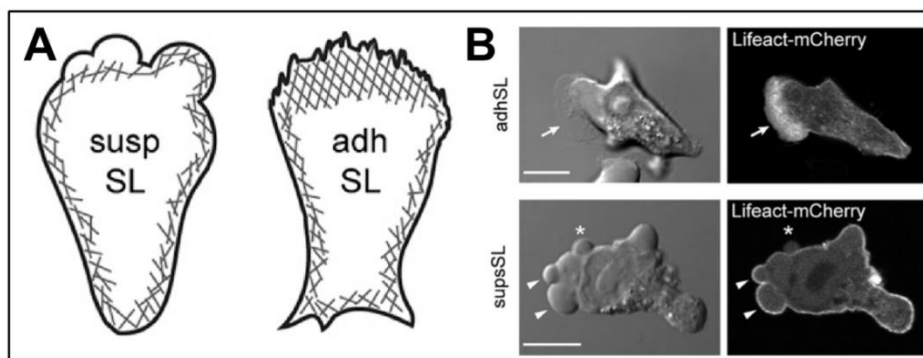 A
susp
SL
adh
SL
B
adhSL
Lifeact-mCherry
supsSL
*
Lifeact-mCherry
*